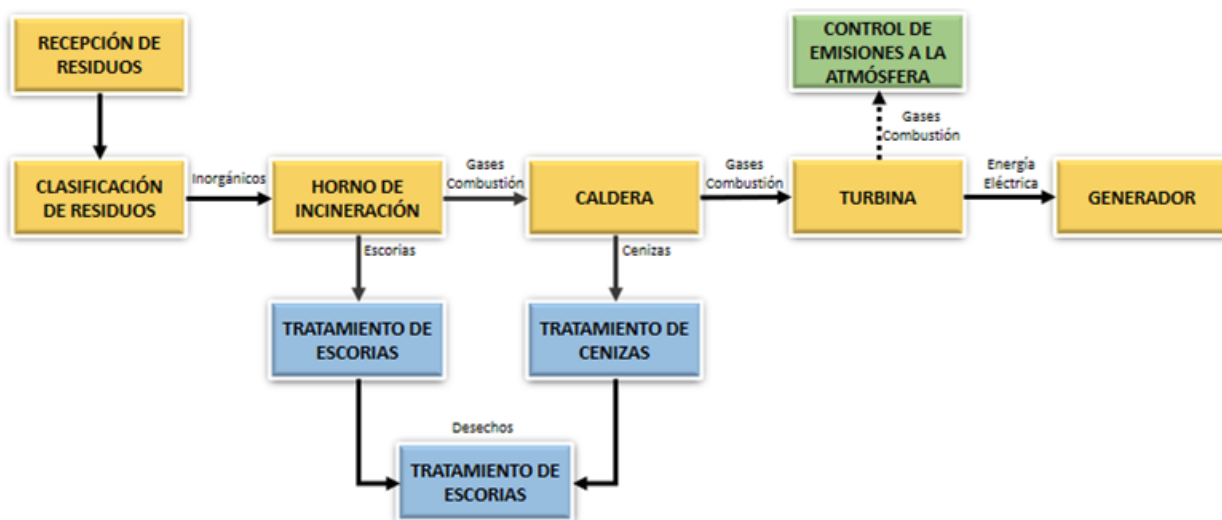 RECEPCIÓN DE
RESIDUOS
CONTROL DE
EMISIONES A LA
ATMÓSFERA
Gases
Combustión
CLASIFICACIÓN
DE RESIDUOS
Inorgánicos
HORNO DE
INCINERACIÓN
Gases
Combustión
CALDERA
Gases
Combustión
TURBINA
Energía
Eléctrica
GENERADOR
Escorias
Cenizas
TRATAMIENTO DE
ESCORIAS
TRATAMIENTO DE
CENIZAS
Desechos
TRATAMIENTO DE
ESCORIAS